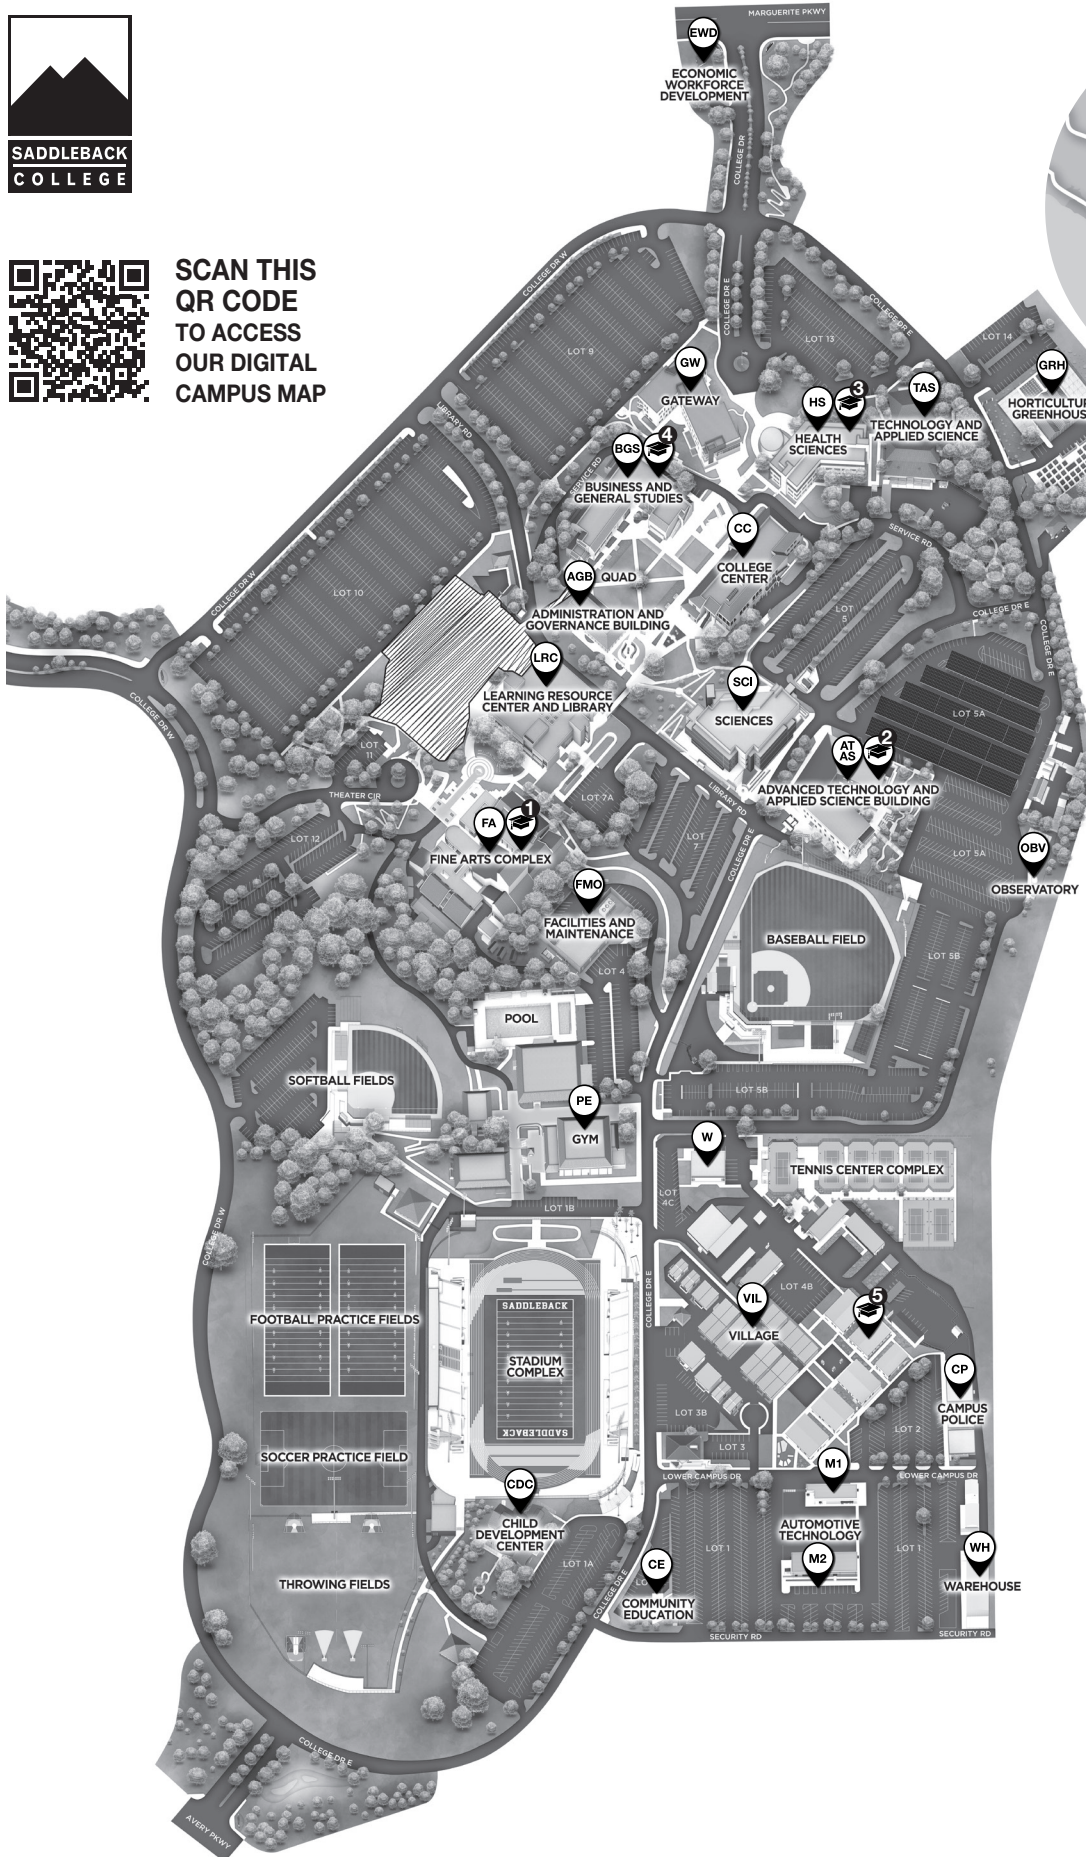 SADDLEBACK
COLLEGE
SCAN THIS
QR CODE
TO ACCESS
OUR DIGITAL
CAMPUS MAP
MARGUERITE PKWY
EWD
ECONOMIC
WORKFORCE
DEVELOPMENT
COLLEGE DR
COLLEGE DR W
COLLEGE DR E
COLLEGE DR E
LOT 9
LOT 13
LOT 14
GW
GATEWAY
GRH
HORTICULTUR
GREENHOUS
HS
3
HEALTH
SCIENCES
TAS
TECHNOLOGY AND
APPLIED SCIENCE
LIBRARY RD
BGS
4
BUSINESS AND
GENERAL STUDIES
SERVICE RD
CC
COLLEGE
CENTER
SERVICE RD
AGB
QUAD
ADMINISTRATION AND
GOVERNANCE BUILDING
COLLEGE DR W
LOT 10
LOT
5
COLLEGE DR E
COLLEGE DR E
LRC
LEARNING RESOURCE
CENTER AND LIBRARY
SCI
SCIENCES
COLLEGE DR W
LOT 5A
LOT
11
AT
AS
2
ADVANCED TECHNOLOGY AND
APPLIED SCIENCE BUILDING
THEATER CIR
LOT 7A
LIBRARY RD
LOT 12
FA
1
FINE ARTS COMPLEX
LOT
7
COLLEGE DR E
LOT 5A
OBV
OBSERVATORY
FMO
FACILITIES AND
MAINTENANCE
BASEBALL FIELD
LOT 5B
LOT 4
POOL
SOFTBALL FIELDS
LOT 5B
PE
GYM
W
TENNIS CENTER COMPLEX
LOT
4C
LOT 1B
COLLEGE DR W
COLLEGE DR E
LOT 4B
VIL
VILLAGE
5
SADDLEBACK
FOOTBALL PRACTICE FIELDS
STADIUM
COMPLEX
CP
CAMPUS
POLICE
LOT 3B
LOT 2
SADDLEBACK
SOCCER PRACTICE FIELD
LOT 3
LOWER CAMPUS DR
M1
LOWER CAMPUS DR
CDC
CHILD
DEVELOPMENT
CENTER
AUTOMOTIVE
TECHNOLOGY
LOT 1A
LOT 1
M2
LOT 1
WH
WAREHOUSE
CE
LO
COMMUNITY
EDUCATION
THROWING FIELDS
COLLEGE DR E
SECURITY RD
SECURITY RD
COLLEGE DR E
AVERY PKWY